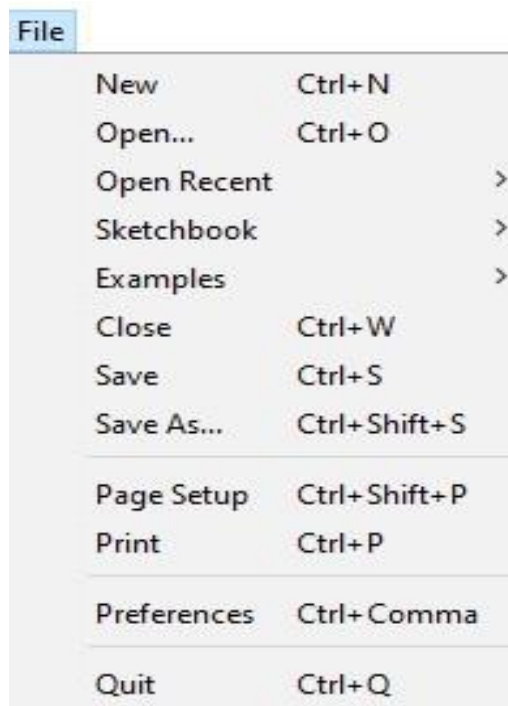 File
New Ctrl+N
Open... Ctrl+O
Open Recent >
Sketchbook >
Examples >
Close Ctrl+W
Save Ctrl+S
Save As... Ctrl+Shift+S
Page Setup Ctrl+Shift+P
Print Ctrl+P
Preferences Ctrl+Comma
Quit Ctrl+Q